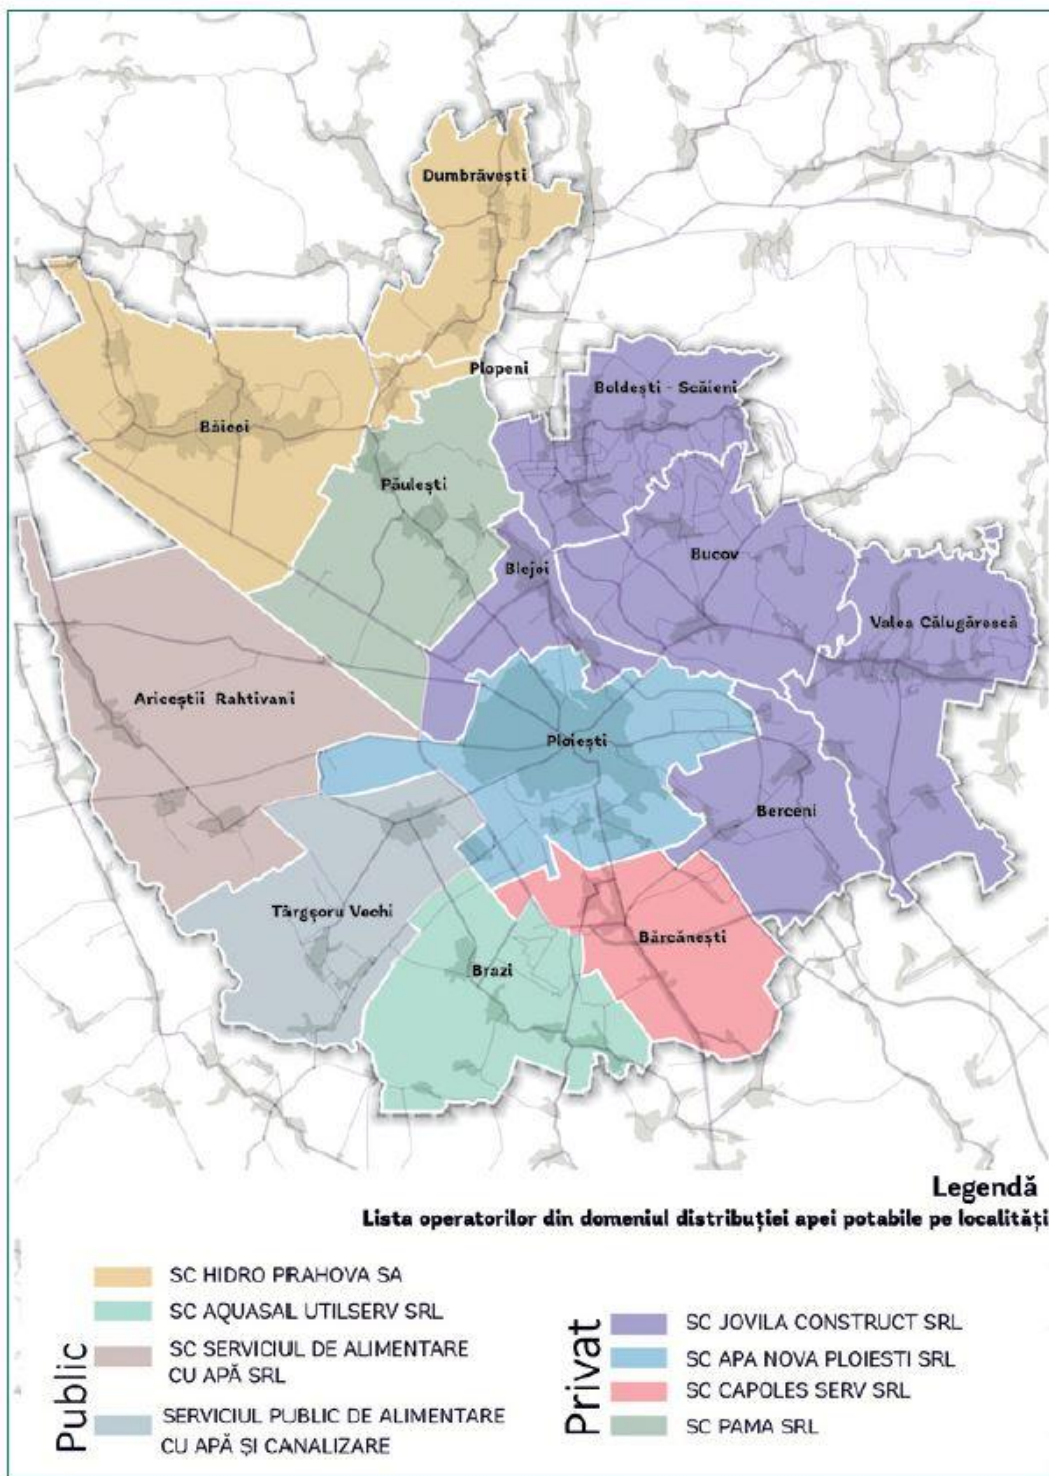 Dumbrăvești
Plopeni
Boldești - Scăieni
Băicoi
Păulești
Bucov
Blejoi
Valea Călugărească
Ariceștii Rahtivani
Ploiești
Berceni
Târgșoru Vechi
Bărcănești
Brazi
Legendă
Lista operatorilor din domeniul distribuției apei potabile pe localități
Public
SC HIDRO PRAHOVA SA
SC AQUASAL UTILSERV SRL
SC SERVICIUL DE ALIMENTARE
CU APĂ SRL
SERVICIUL PUBLIC DE ALIMENTARE
CU APĂ ȘI CANALIZARE
Privat
SC JOVILA CONSTRUCT SRL
SC APA NOVA PLOIESTI SRL
SC CAPOLES SERV SRL
SC PAMA SRL